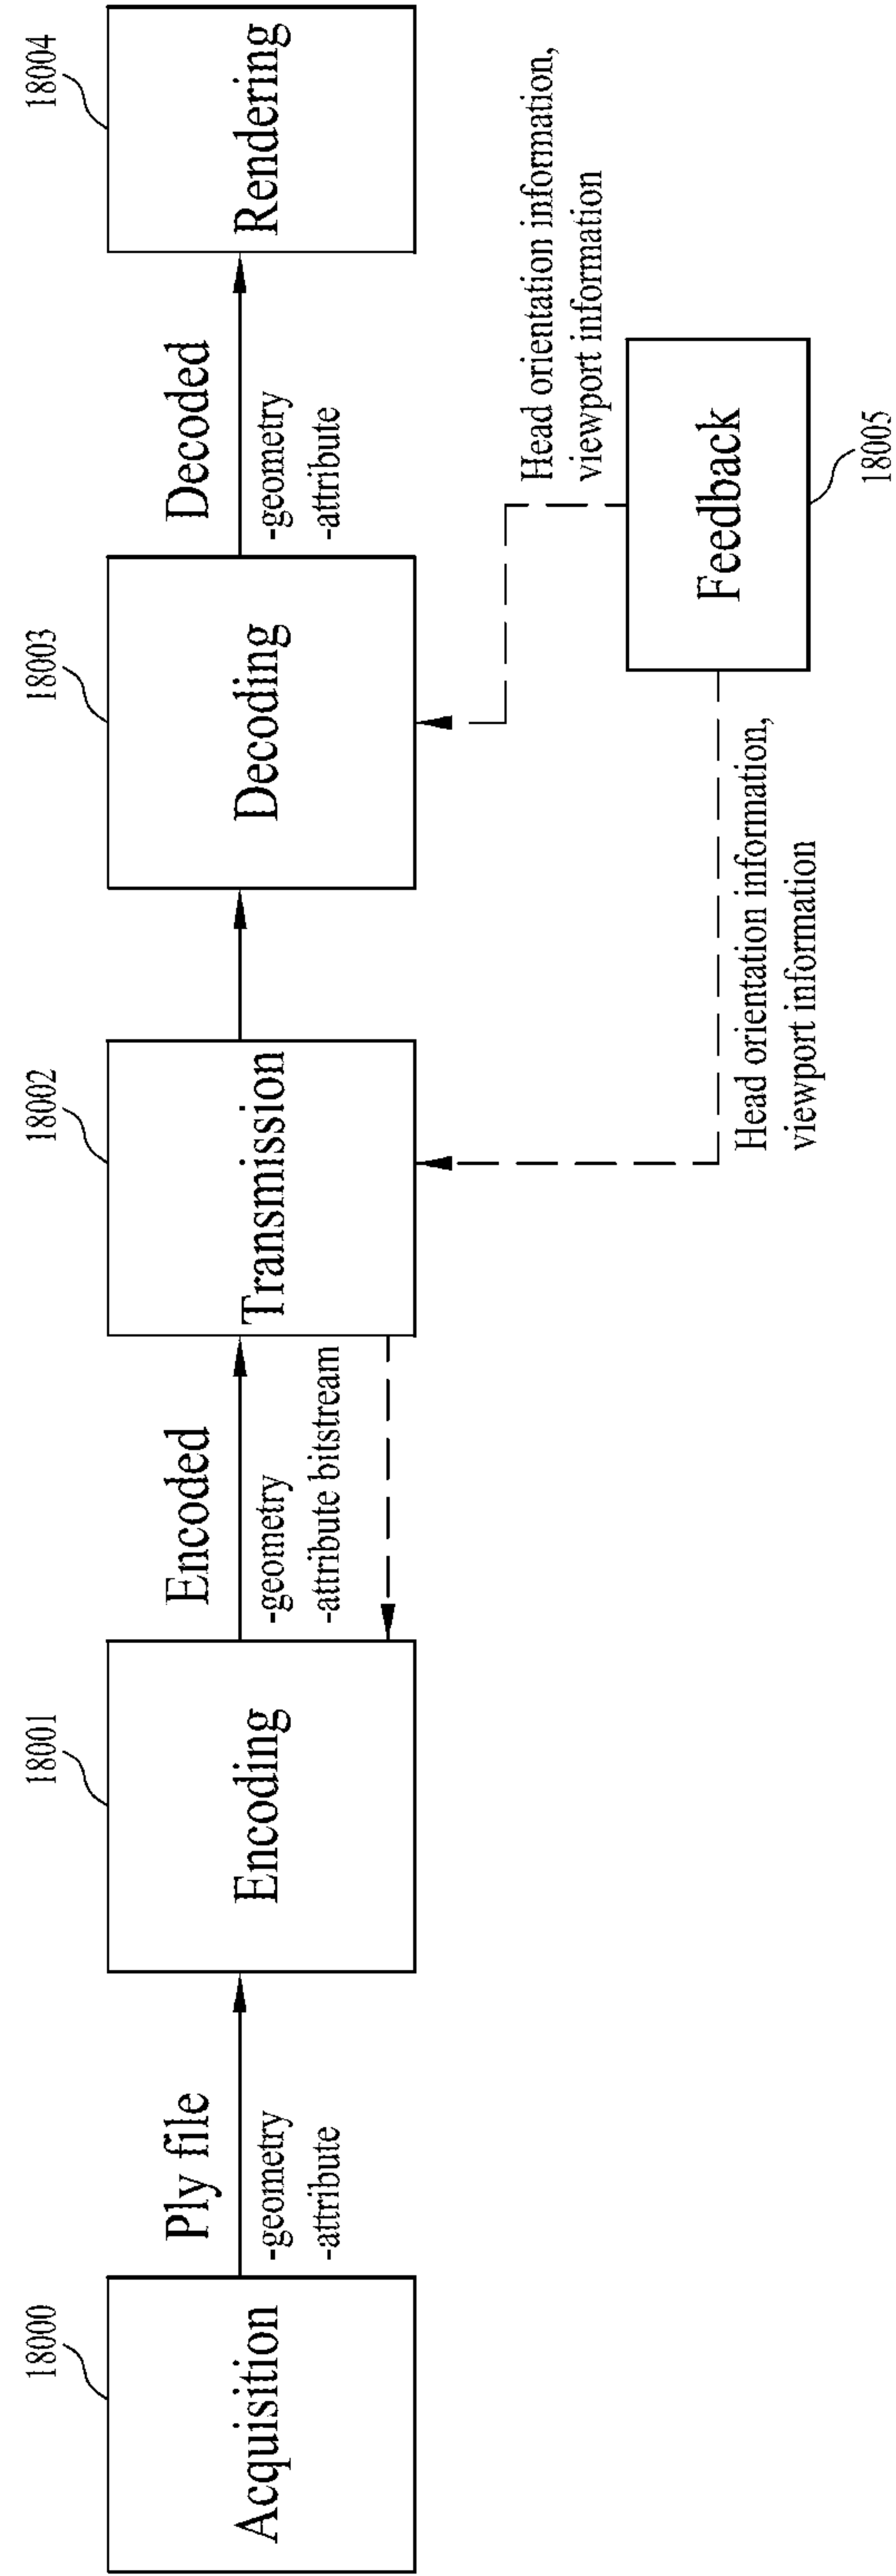 18000
Acquisition
Ply file
-geometry
-attribute
18001
Encoding
Encoded
-geometry
-attribute bitstream
18002
Transmission
18003
Decoding
Decoded
-geometry
-attribute
18004
Rendering
Head orientation information,
viewport information
Head orientation information,
viewport information
Feedback
18005